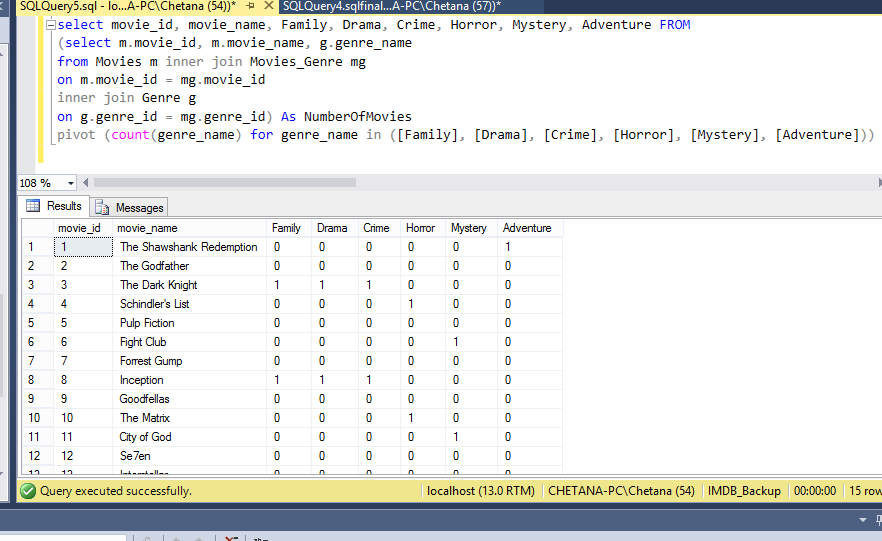 SQLQuery5.sql - lo...A-PC\Chetana (54))* SQLQuery4.sqlfinal...A-PC\Chetana (57))*
select movie_id, movie_name, Family, Drama, Crime, Horror, Mystery, Adventure FROM
(select m.movie_id, m.movie_name, g.genre_name
from Movies m inner join Movies_Genre mg
on m.movie_id = mg.movie_id
inner join Genre g
on g.genre_id = mg.genre_id) As NumberOfMovies
pivot (count(genre_name) for genre_name in ([Family], [Drama], [Crime], [Horror], [Mystery], [Adventure]))
108 %
Results Messages
movie_id movie_name Family Drama Crime Horror Mystery Adventure
1 1 The Shawshank Redemption 0 0 0 0 0 1
2 2 The Godfather 0 0 0 0 0 0
3 3 The Dark Knight 1 1 1 0 0 0
4 4 Schindler's List 0 0 0 1 0 0
5 5 Pulp Fiction 0 0 0 0 0 0
6 6 Fight Club 0 0 0 0 1 0
7 7 Forrest Gump 0 0 0 0 0 0
8 8 Inception 1 1 1 0 0 0
9 9 Goodfellas 0 0 0 0 0 0
10 10 The Matrix 0 0 0 1 0 0
11 11 City of God 0 0 0 0 1 0
12 12 Se7en 0 0 0 0 0 0
13 13 Interstellar 0 0 0 0 0 0
Query executed successfully. localhost (13.0 RTM) CHETANA-PC\Chetana (54) IMDB_Backup 00:00:00 15 row